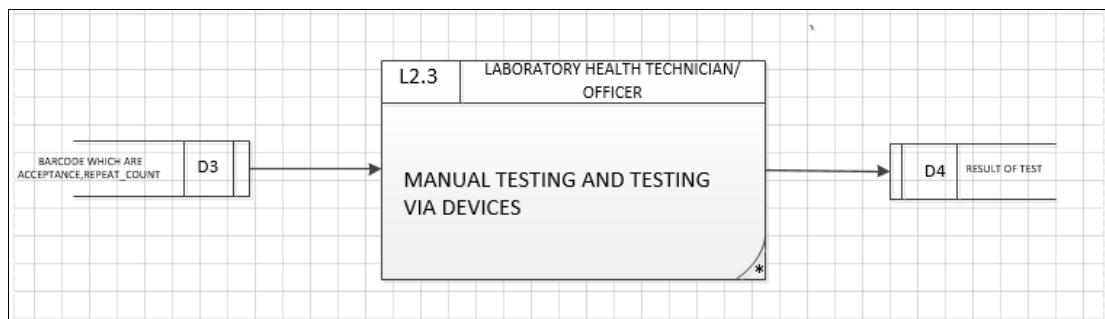 BARCODE WHICH ARE
ACCEPTANCE,REPEAT_COUNT
D3
L2.3
LABORATORY HEALTH TECHNICIAN/
OFFICER
MANUAL TESTING AND TESTING
VIA DEVICES
*
D4
RESULT OF TEST